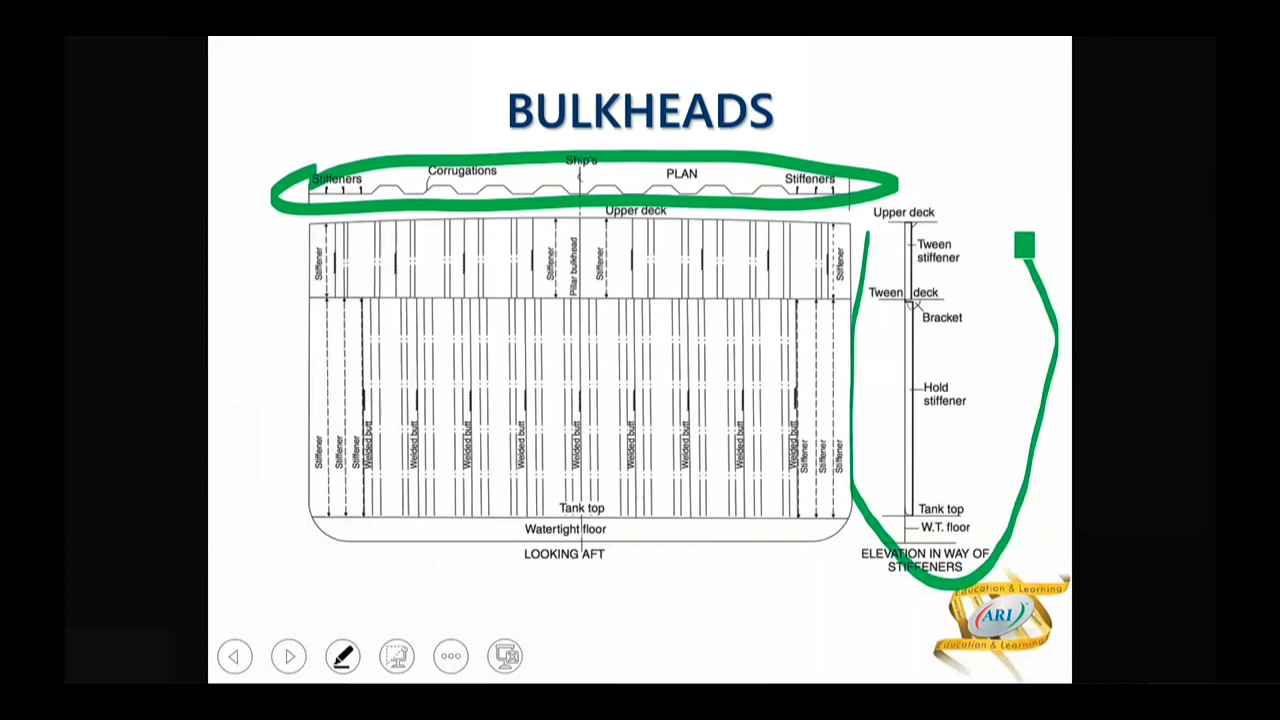 BULKHEADS
Ship's
Stiffeners
Corrugations
PLAN
Stiffeners
Upper deck
Stiffener
Stiffener
Pillar bulkhead
Stiffener
Stiffener
Stiffener
Stiffener
Stiffener
Welded butt
Welded butt
Welded butt
Welded butt
Welded butt
Welded butt
Welded butt
Welded butt
Welded butt
Stiffener
Stiffener
Stiffener
Tank top
Watertight floor
LOOKING AFT
Upper deck
Tween
stiffener
Tween deck
Bracket
Hold
stiffener
Tank top
W.T. floor
ELEVATION IN WAY OF
STIFFENERS
Education & Learning
ARI
Education & Learning